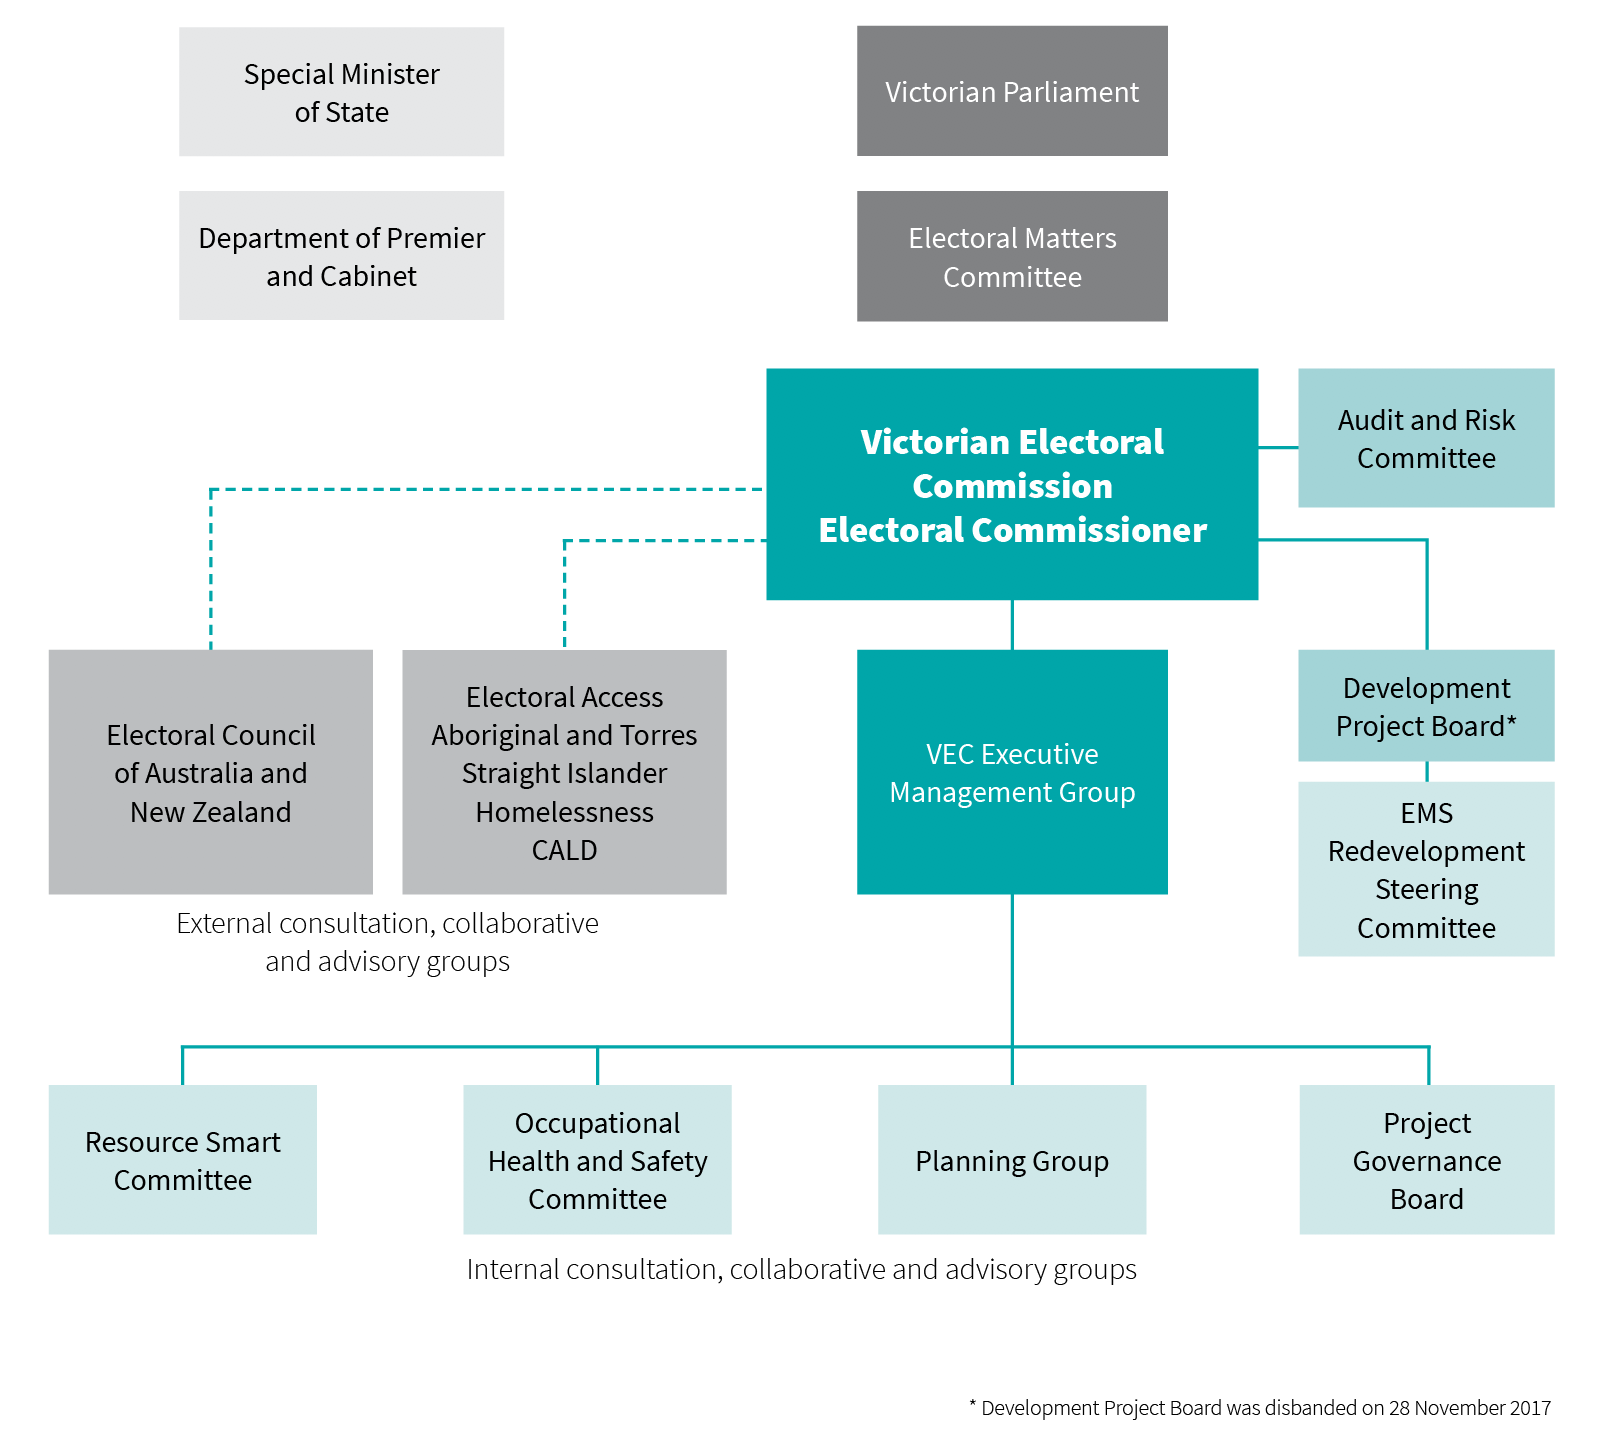 Special Minister
of State
Victorian Parliament
Department of Premier
and Cabinet
Electoral Matters
Committee
Victorian Electoral
Commission
Electoral Commissioner
Audit and Risk
Committee
Electoral Council
of Australia and
New Zealand
Electoral Access
Aboriginal and Torres
Straight Islander
Homelessness
CALD
VEC Executive
Management Group
Development
Project Board*
EMS
Redevelopment
Steering
Committee
External consultation, collaborative
and advisory groups
Resource Smart
Committee
Occupational
Health and Safety
Committee
Planning Group
Project
Governance
Board
Internal consultation, collaborative and advisory groups
* Development Project Board was disbanded on 28 November 2017